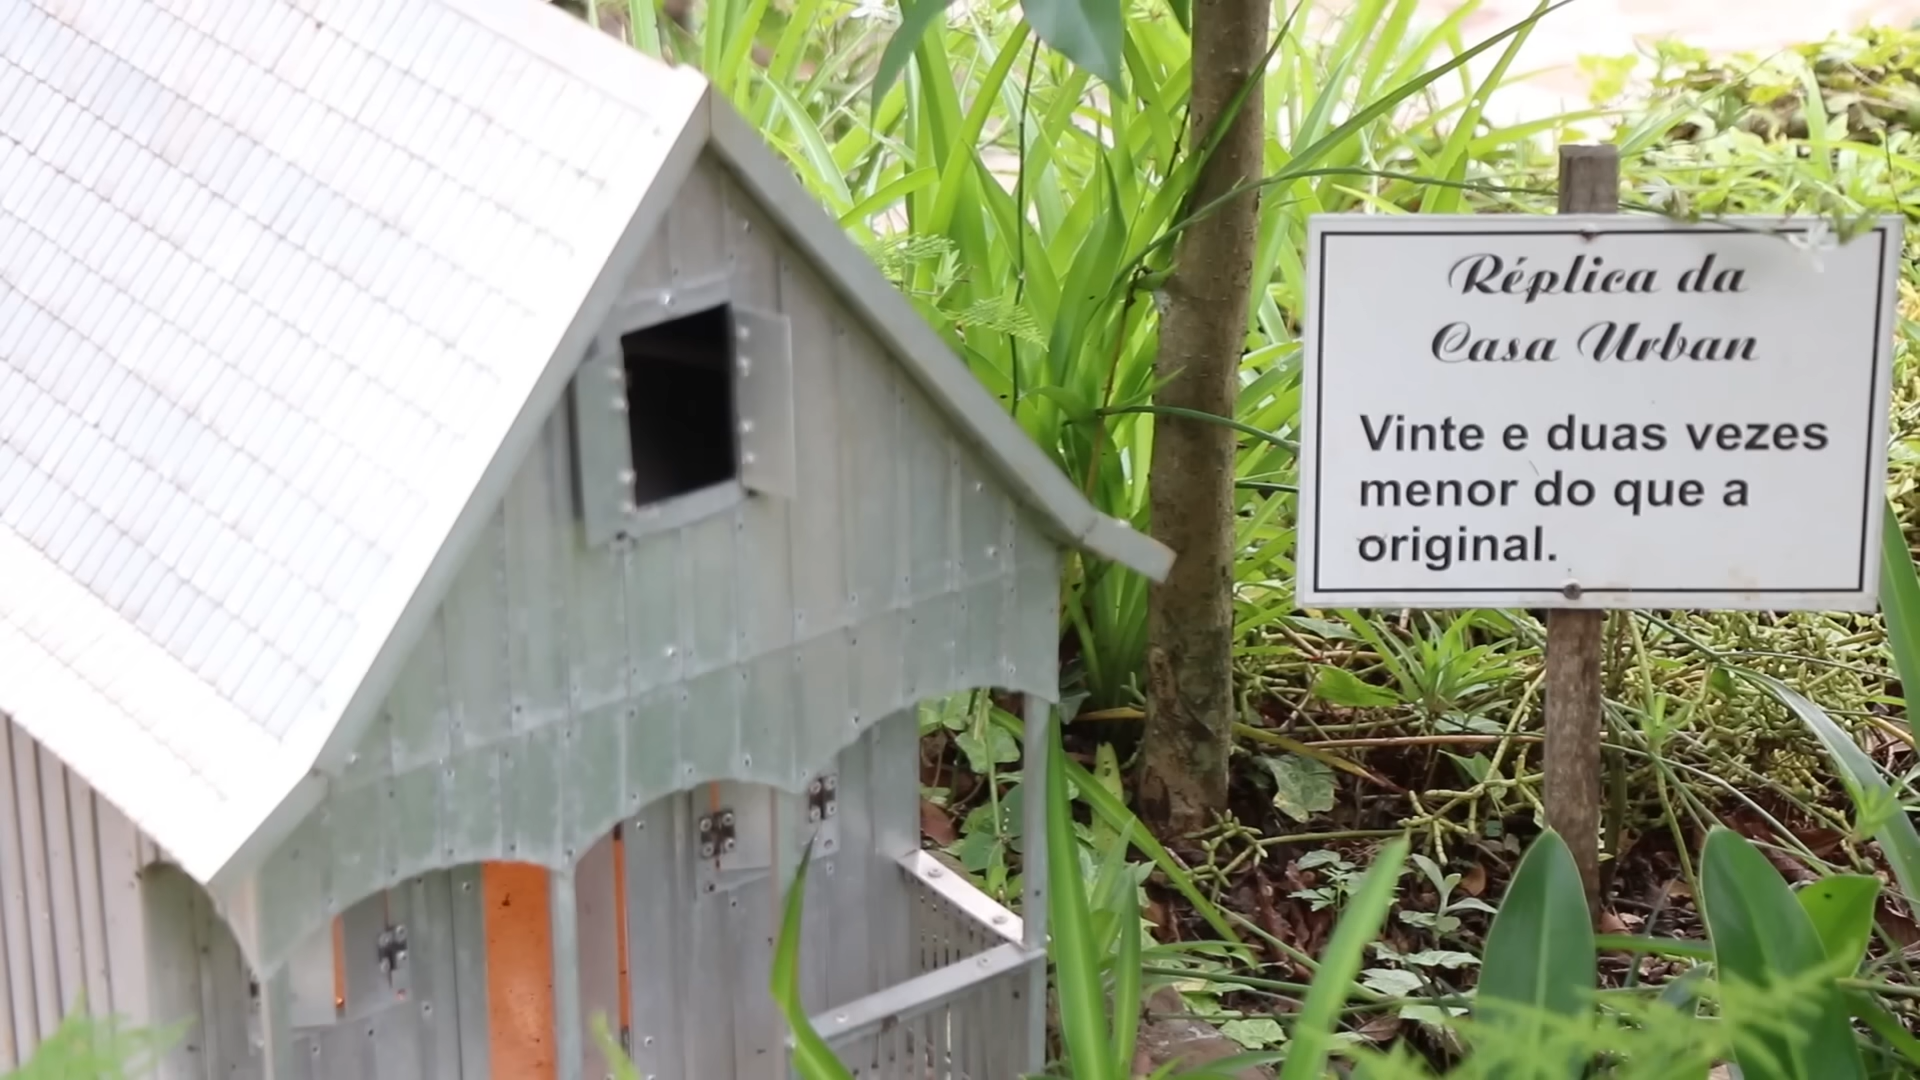 Réplica da
Casa Urban
Vinte e duas vezes
menor do que a
original.